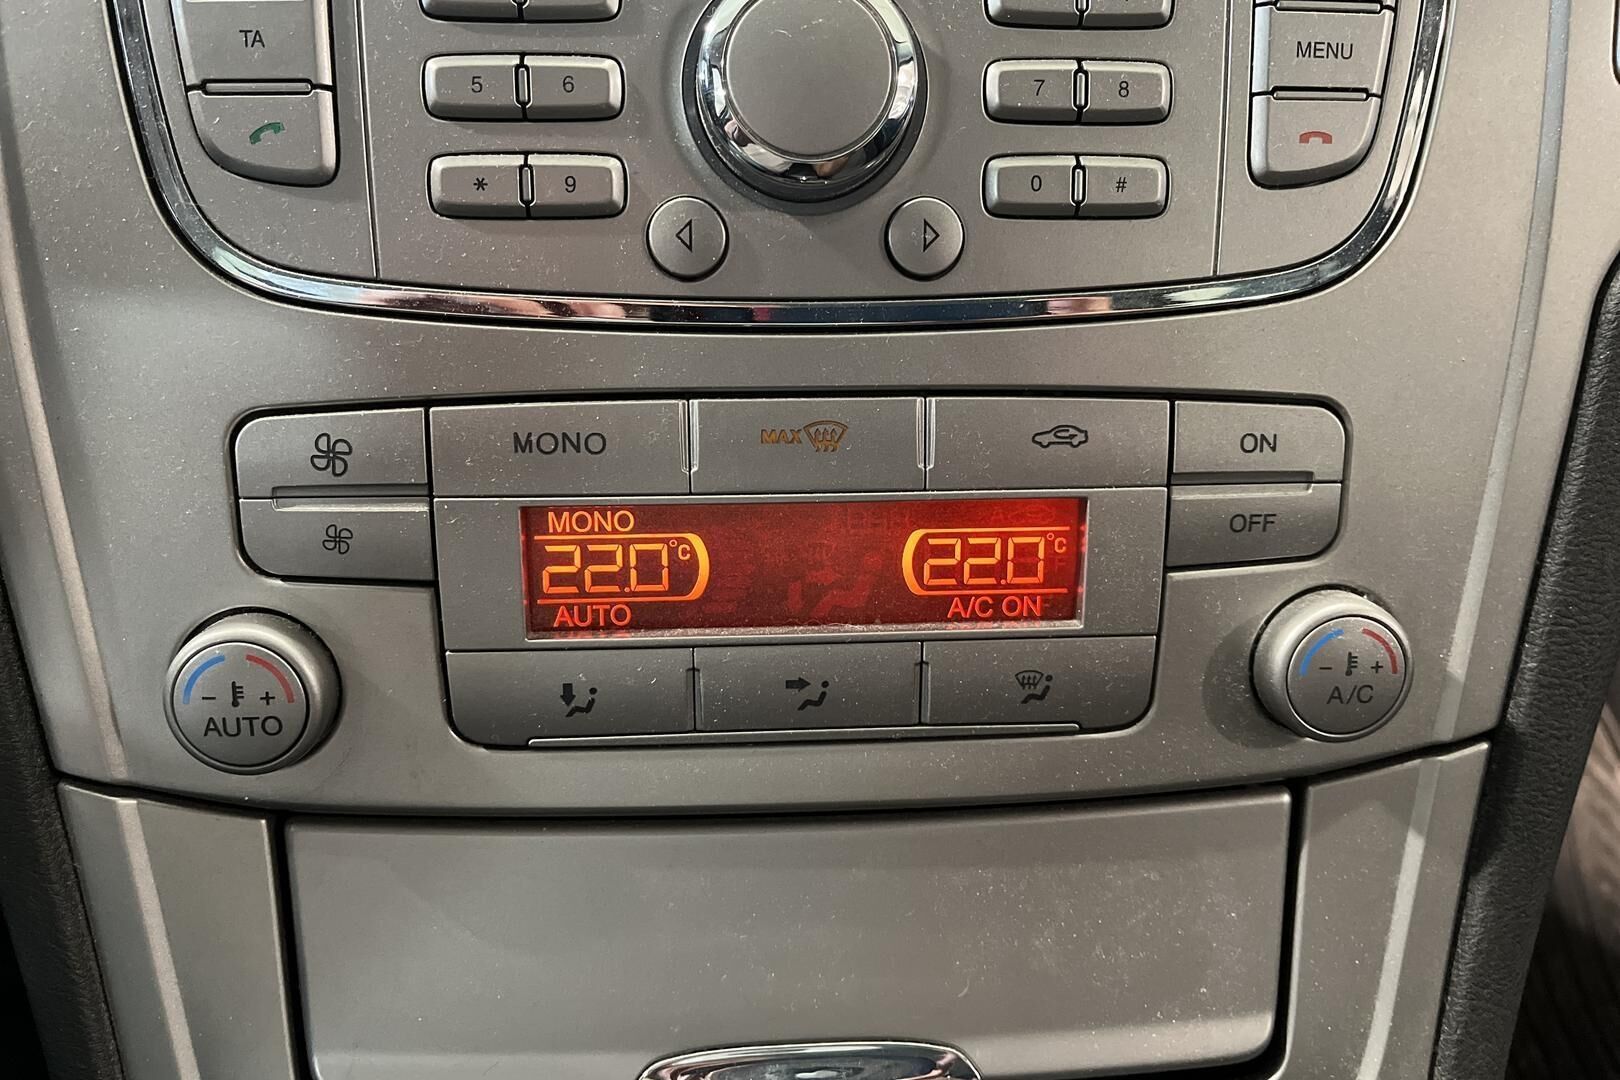 TA
MENU
5 6
7 8
* 9
0 #
MONO
MAX
ON
OFF
MONO
22.0°C
AUTO
22.0°C
A/C ON
- +
AUTO
- +
A/C